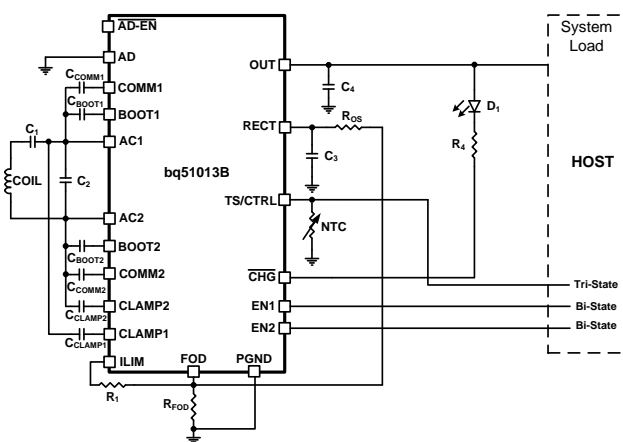 AD-EN
AD
COMM1
BOOT1
AC1
AC2
BOOT2
COMM2
CLAMP2
CLAMP1
ILIM
FOD
PGND
OUT
RECT
TS/CTRL
CHG
EN1
EN2
bq51013B
CCOMM1
CBOOT1
C1
COIL
C2
CBOOT2
CCOMM2
CCLAMP2
CCLAMP1
R1
RFOD
C4
ROS
C3
NTC
D1
R4
System
Load
HOST
Tri-State
Bi-State
Bi-State